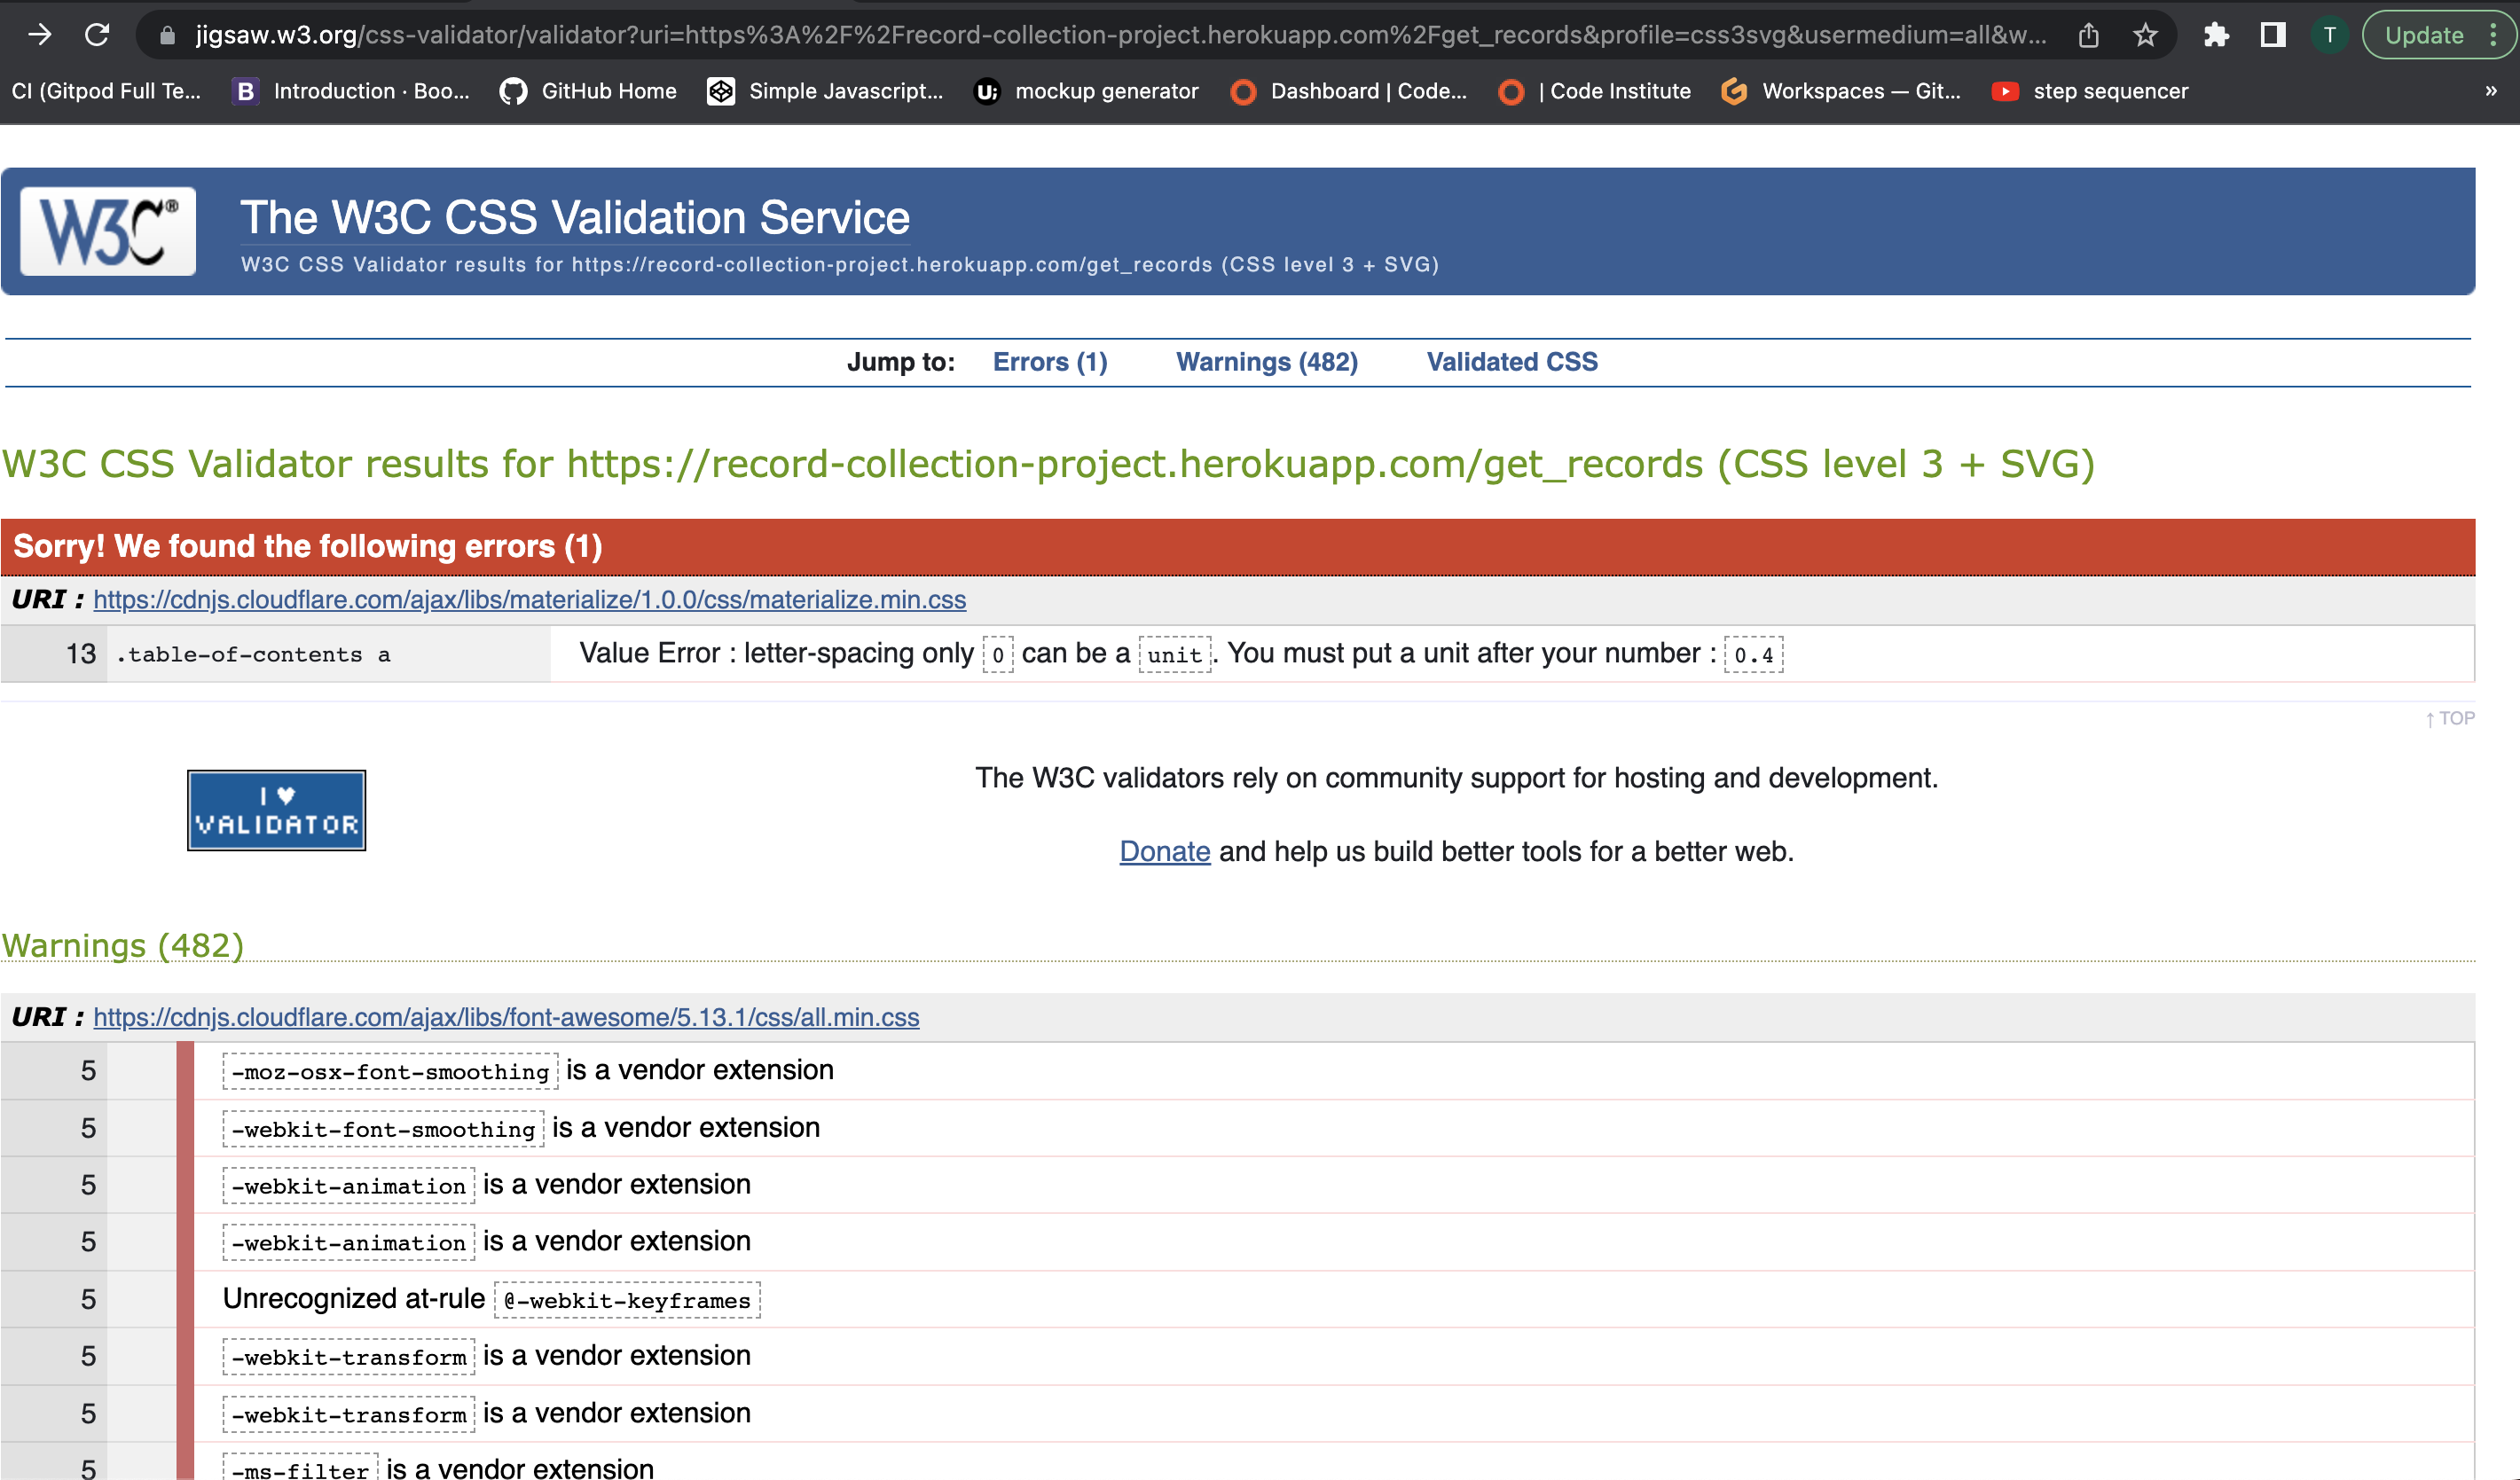 jigsaw.w3.org/css-validator/validator?uri=https%3A%2F%2Frecord-collection-project.herokuapp.com%2Fget_records&profile=css3svg&usermedium=all&w...
T
Update
CI (Gitpod Full Te...
B Introduction · Boo...
GitHub Home
Simple Javascript...
U; mockup generator
Dashboard | Code...
| Code Institute
Workspaces — Git...
step sequencer
»
W3C®
The W3C CSS Validation Service
W3C CSS Validator results for https://record-collection-project.herokuapp.com/get_records (CSS level 3 + SVG)
Jump to: Errors (1) Warnings (482) Validated CSS
W3C CSS Validator results for https://record-collection-project.herokuapp.com/get_records (CSS level 3 + SVG)
Sorry! We found the following errors (1)
URI : https://cdnjs.cloudflare.com/ajax/libs/materialize/1.0.0/css/materialize.min.css
13 .table-of-contents a Value Error : letter-spacing only 0 can be a unit. You must put a unit after your number : 0.4
↑ TOP
I ♥ VALIDATOR
The W3C validators rely on community support for hosting and development.
Donate and help us build better tools for a better web.
Warnings (482)
URI : https://cdnjs.cloudflare.com/ajax/libs/font-awesome/5.13.1/css/all.min.css
5 -moz-osx-font-smoothing is a vendor extension
5 -webkit-font-smoothing is a vendor extension
5 -webkit-animation is a vendor extension
5 -webkit-animation is a vendor extension
5 Unrecognized at-rule @-webkit-keyframes
5 -webkit-transform is a vendor extension
5 -webkit-transform is a vendor extension
5 -ms-filter is a vendor extension